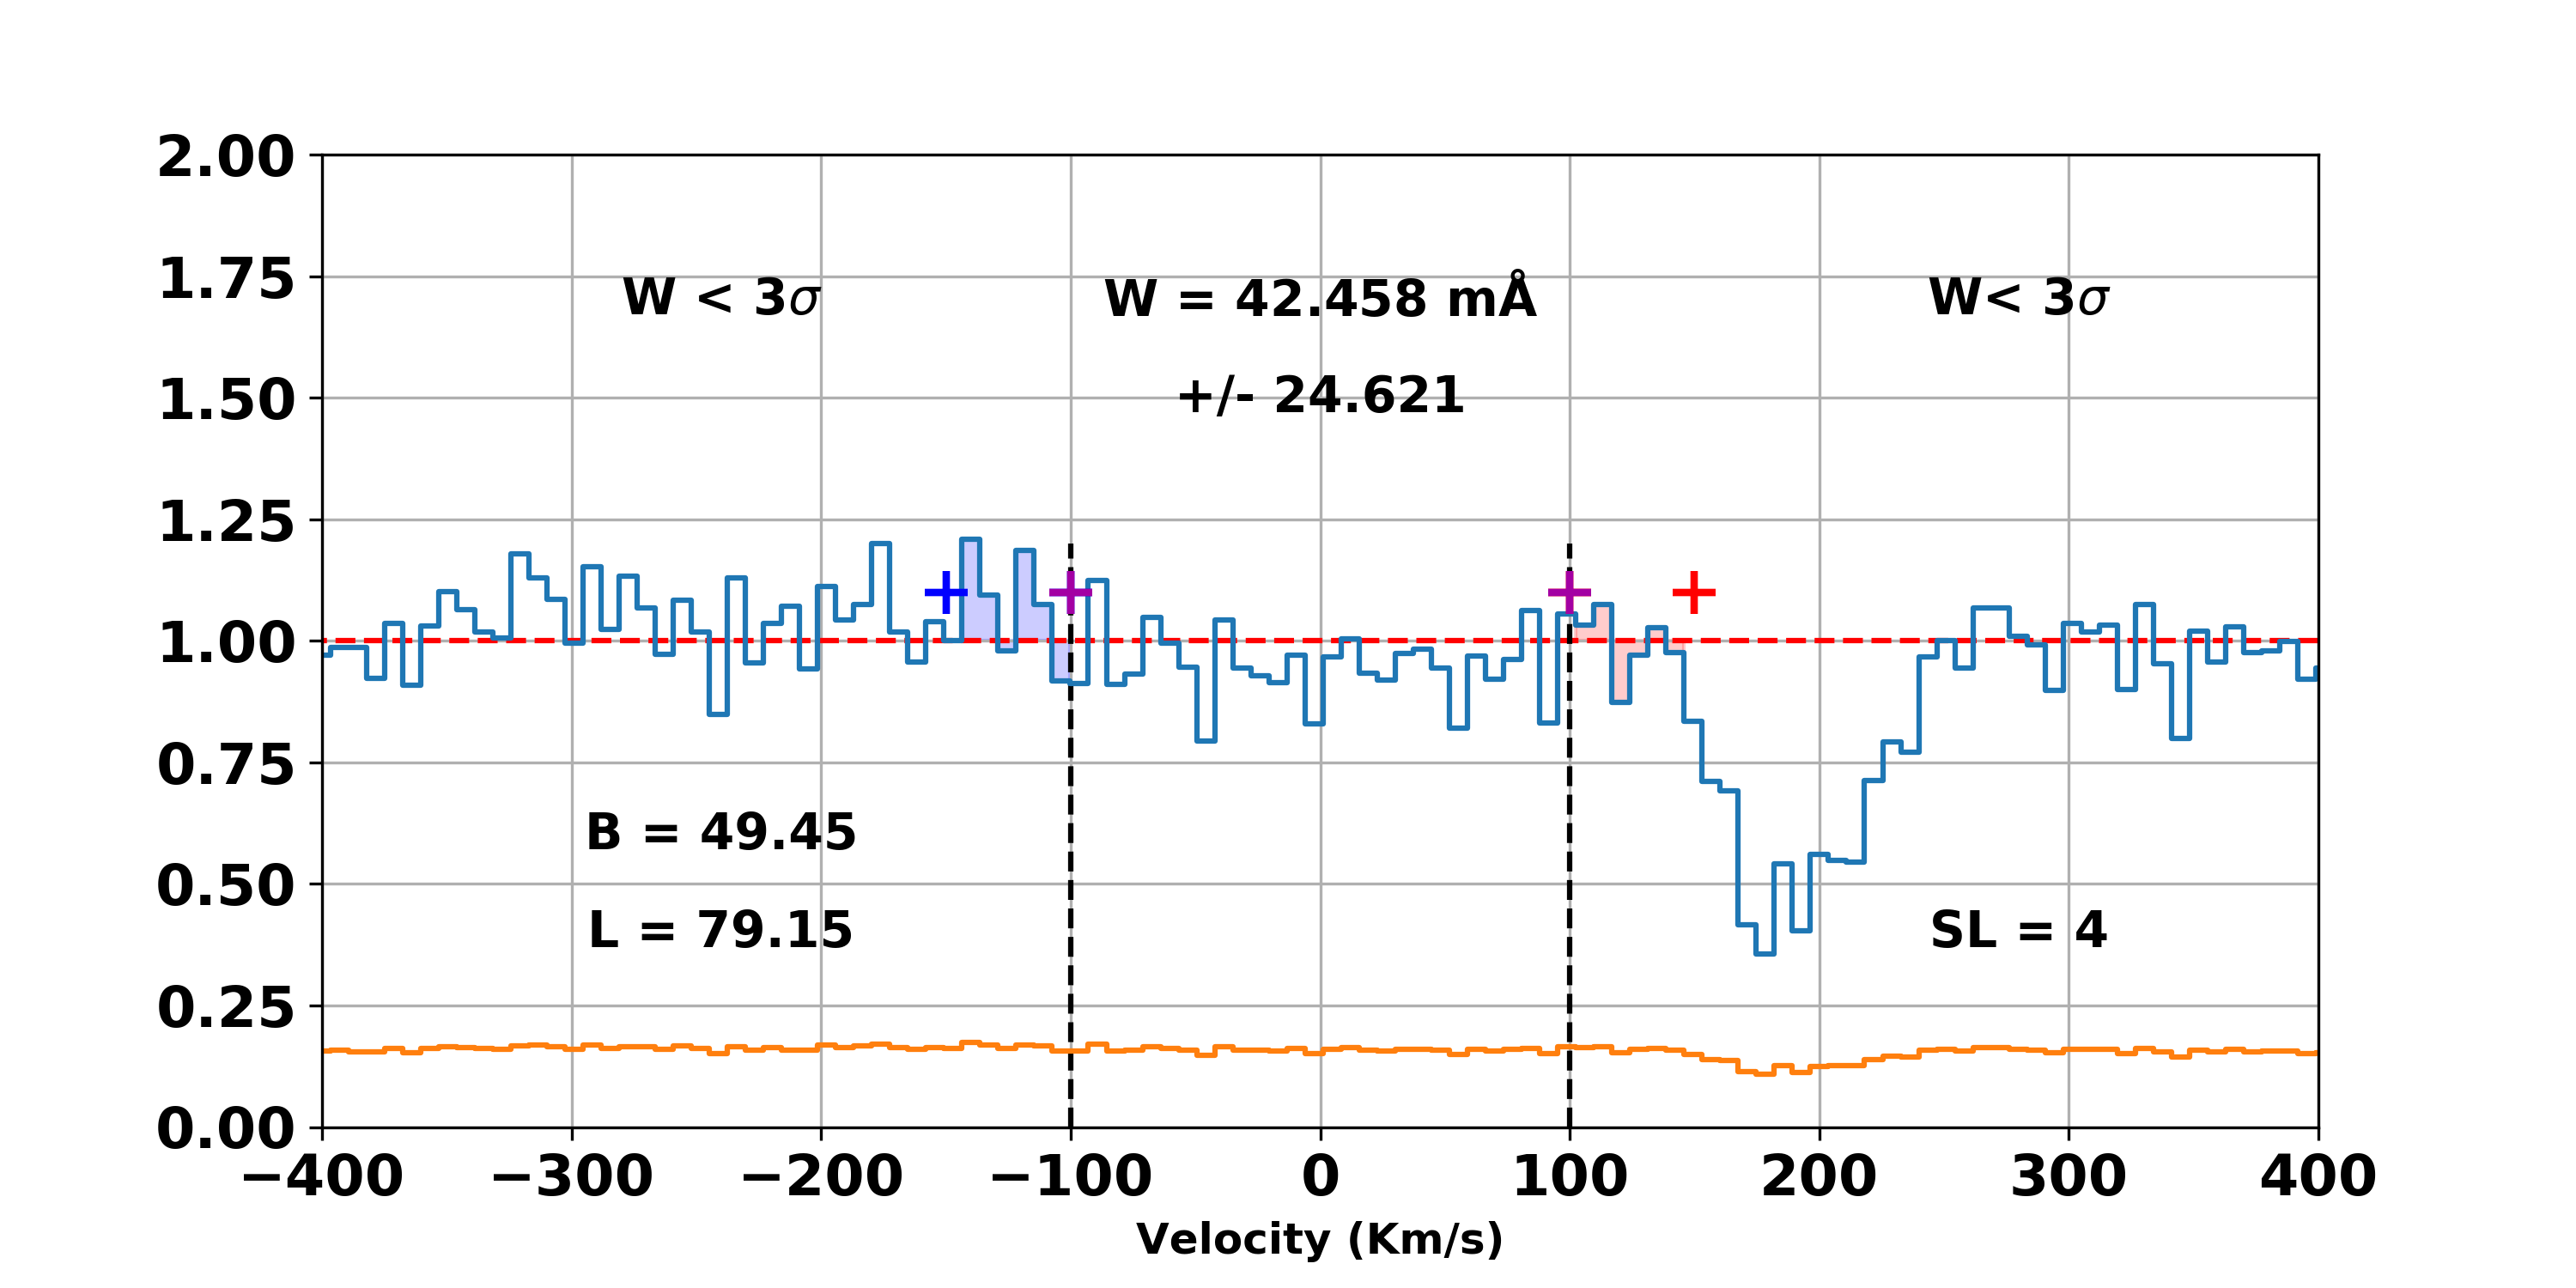 2.00
1.75
1.50
1.25
1.00
0.75
0.50
0.25
0.00
W < 3σ
W = 42.458 mÅ
+/- 24.621
W< 3σ
B = 49.45
L = 79.15
SL = 4
−400 −300 −200 −100 0 100 200 300 400
Velocity (Km/s)